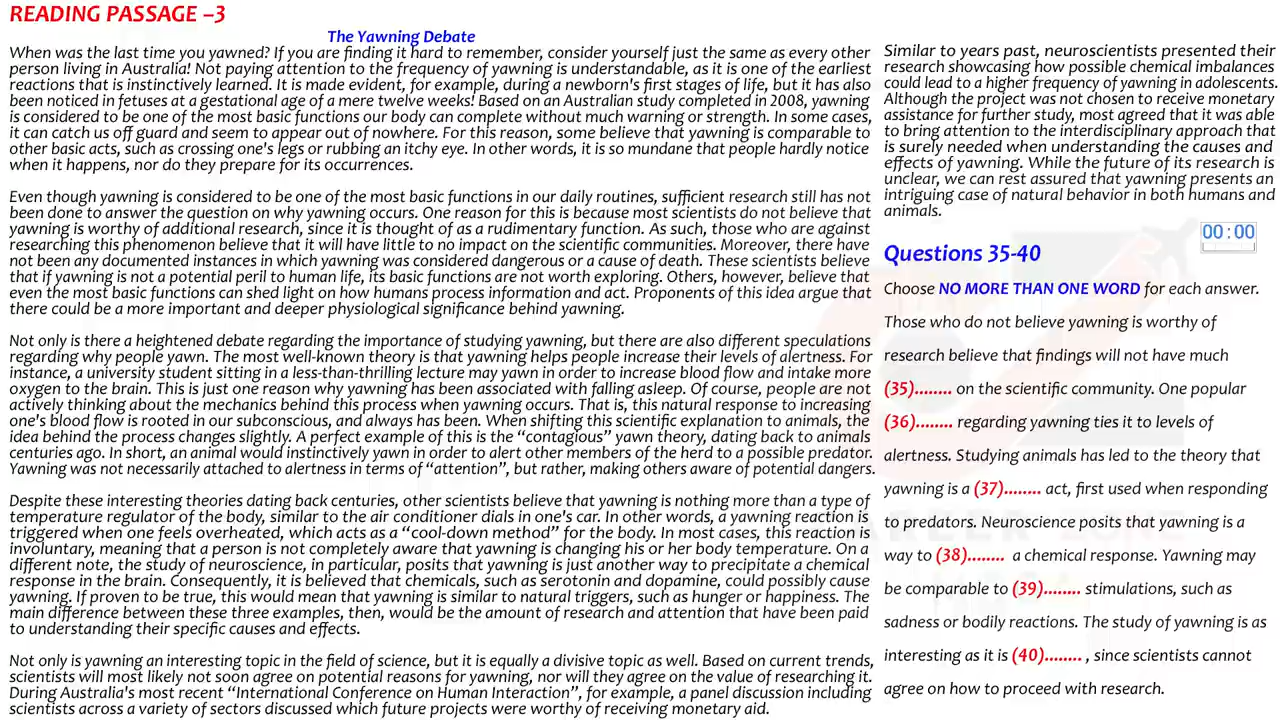 READING PASSAGE –3
The Yawning Debate
When was the last time you yawned? If you are finding it hard to remember, consider yourself just the same as every other
person living in Australia! Not paying attention to the frequency of yawning is understandable, as it is one of the earliest
reactions that is instinctively learned. It is made evident, for example, during a newborn's first stages of life, but it has also
been noticed in fetuses at a gestational age of a mere twelve weeks! Based on an Australian study completed in 2008, yawning
is considered to be one of the most basic functions our body can complete without much warning or strength. In some cases,
it can catch us off guard and seem to appear out of nowhere. For this reason, some believe that yawning is comparable to
other basic acts, such as crossing one's legs or rubbing an itchy eye. In other words, it is so mundane that people hardly notice
when it happens, nor do they prepare for its occurrences.
Even though yawning is considered to be one of the most basic functions in our daily routines, sufficient research still has not
been done to answer the question on why yawning occurs. One reason for this is because most scientists do not believe that
yawning is worthy of additional research, since it is thought of as a rudimentary function. As such, those who are against
researching this phenomenon believe that it will have little to no impact on the scientific communities. Moreover, there have
not been any documented instances in which yawning was considered dangerous or a cause of death. These scientists believe
that if yawning is not a potential peril to human life, its basic functions are not worth exploring. Others, however, believe that
even the most basic functions can shed light on how humans process information and act. Proponents of this idea argue that
there could be a more important and deeper physiological significance behind yawning.
Not only is there a heightened debate regarding the importance of studying yawning, but there are also different speculations
regarding why people yawn. The most well-known theory is that yawning helps people increase their levels of alertness. For
instance, a university student sitting in a less-than-thrilling lecture may yawn in order to increase blood flow and intake more
oxygen to the brain. This is just one reason why yawning has been associated with falling asleep. Of course, people are not
actively thinking about the mechanics behind this process when yawning occurs. That is, this natural response to increasing
one's blood flow is rooted in our subconscious, and always has been. When shifting this scientific explanation to animals, the
idea behind the process changes slightly. A perfect example of this is the “contagious” yawn theory, dating back to animals
centuries ago. In short, an animal would instinctively yawn in order to alert other members of the herd to a possible predator.
Yawning was not necessarily attached to alertness in terms of “attention”, but rather, making others aware of potential dangers.
Despite these interesting theories dating back centuries, other scientists believe that yawning is nothing more than a type of
temperature regulator of the body, similar to the air conditioner dials in one's car. In other words, a yawning reaction is
triggered when one feels overheated, which acts as a “cool-down method” for the body. In most cases, this reaction is
involuntary, meaning that a person is not completely aware that yawning is changing his or her body temperature. On a
different note, the study of neuroscience, in particular, posits that yawning is just another way to precipitate a chemical
response in the brain. Consequently, it is believed that chemicals, such as serotonin and dopamine, could possibly cause
yawning. If proven to be true, this would mean that yawning is similar to natural triggers, such as hunger or happiness. The
main difference between these three examples, then, would be the amount of research and attention that have been paid
to understanding their specific causes and effects.
Not only is yawning an interesting topic in the field of science, but it is equally a divisive topic as well. Based on current trends,
scientists will most likely not soon agree on potential reasons for yawning, nor will they agree on the value of researching it.
During Australia's most recent “International Conference on Human Interaction”, for example, a panel discussion including
scientists across a variety of sectors discussed which future projects were worthy of receiving monetary aid.
Similar to years past, neuroscientists presented their
research showcasing how possible chemical imbalances
could lead to a higher frequency of yawning in adolescents.
Although the project was not chosen to receive monetary
assistance for further study, most agreed that it was able
to bring attention to the interdisciplinary approach that
is surely needed when understanding the causes and
effects of yawning. While the future of its research is
unclear, we can rest assured that yawning presents an
intriguing case of natural behavior in both humans and
animals.
00:00
Questions 35-40
Choose NO MORE THAN ONE WORD for each answer.
Those who do not believe yawning is worthy of
research believe that findings will not have much
(35)........ on the scientific community. One popular
(36)........ regarding yawning ties it to levels of
alertness. Studying animals has led to the theory that
yawning is a (37)........ act, first used when responding
to predators. Neuroscience posits that yawning is a
way to (38)........ a chemical response. Yawning may
be comparable to (39)........ stimulations, such as
sadness or bodily reactions. The study of yawning is as
interesting as it is (40)........ , since scientists cannot
agree on how to proceed with research.